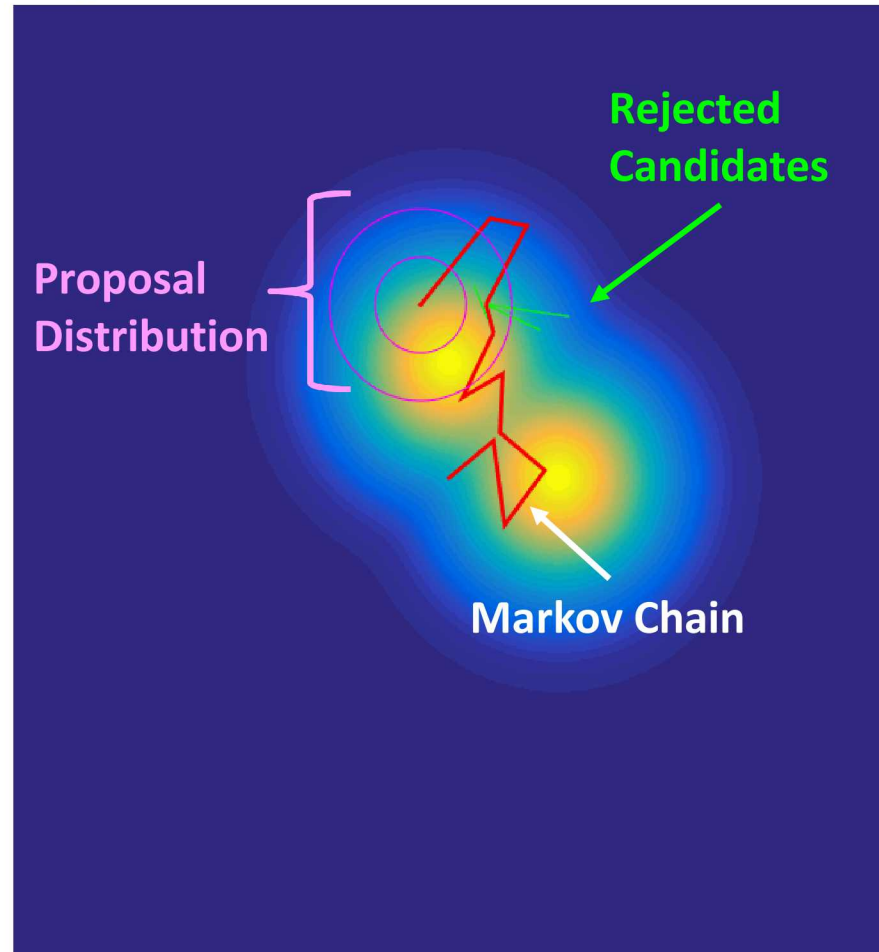 Rejected
Candidates
Proposal
Distribution
Markov Chain